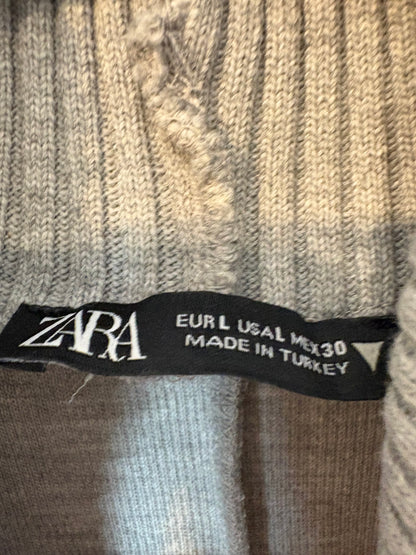 ZARA
EUR L USA L MEX 30
MADE IN TURKEY